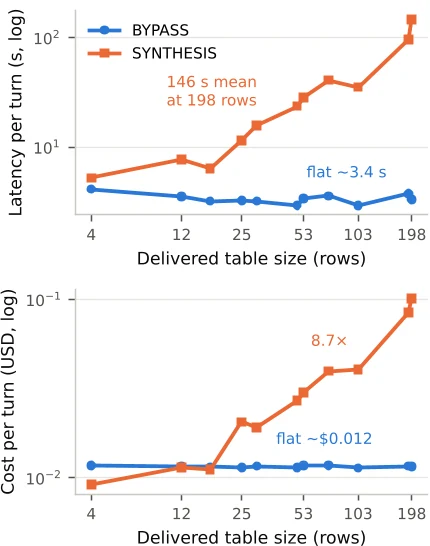 BYPASS
SYNTHESIS
146 s mean
at 198 rows
flat ~3.4 s
Latency per turn (s, log)
10²
10¹
4 12 25 53 103 198
Delivered table size (rows)
8.7×
flat ~$0.012
Cost per turn (USD, log)
10⁻¹
10⁻²
4 12 25 53 103 198
Delivered table size (rows)